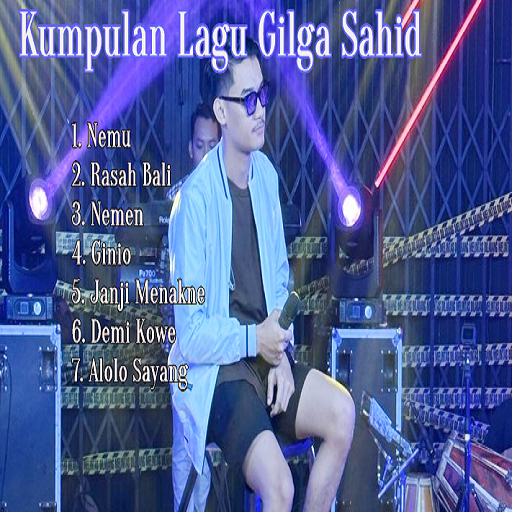 Kumpulan Lagu Gilga Sahid
1. Nemu
2. Rasah Bali
3. Nemen
4. Ginio
5. Janji Menakne
6. Demi Kowe
7. Alolo Sayang